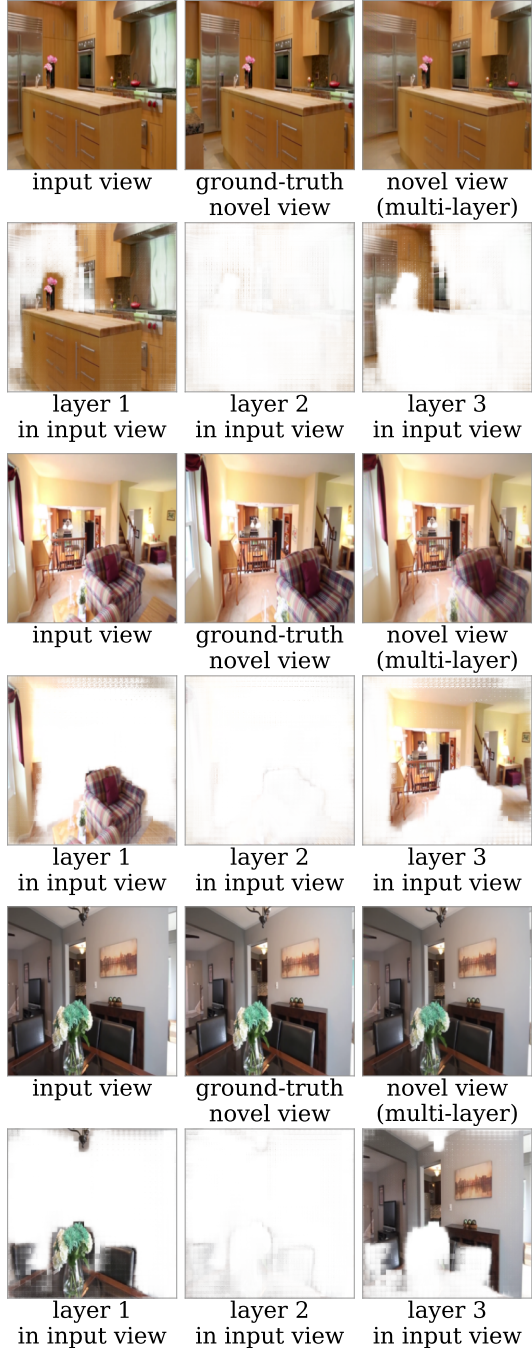 input view
ground-truth
novel view
novel view
(multi-layer)
layer 1
in input view
layer 2
in input view
layer 3
in input view
input view
ground-truth
novel view
novel view
(multi-layer)
layer 1
in input view
layer 2
in input view
layer 3
in input view
input view
ground-truth
novel view
novel view
(multi-layer)
layer 1
in input view
layer 2
in input view
layer 3
in input view